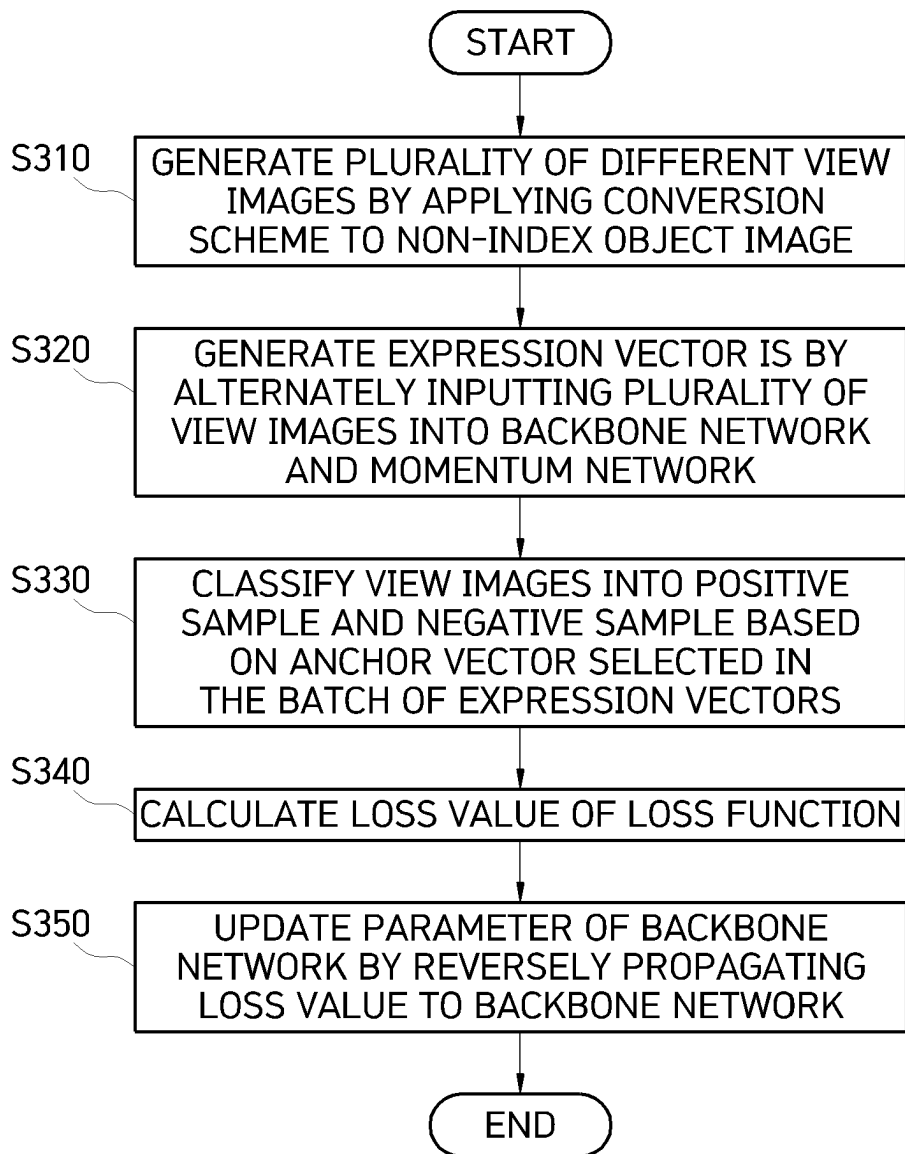 START
S310
GENERATE PLURALITY OF DIFFERENT VIEW
IMAGES BY APPLYING CONVERSION
SCHEME TO NON-INDEX OBJECT IMAGE
S320
GENERATE EXPRESSION VECTOR IS BY
ALTERNATELY INPUTTING PLURALITY OF
VIEW IMAGES INTO BACKBONE NETWORK
AND MOMENTUM NETWORK
S330
CLASSIFY VIEW IMAGES INTO POSITIVE
SAMPLE AND NEGATIVE SAMPLE BASED
ON ANCHOR VECTOR SELECTED IN
THE BATCH OF EXPRESSION VECTORS
S340
CALCULATE LOSS VALUE OF LOSS FUNCTION
S350
UPDATE PARAMETER OF BACKBONE
NETWORK BY REVERSELY PROPAGATING
LOSS VALUE TO BACKBONE NETWORK
END